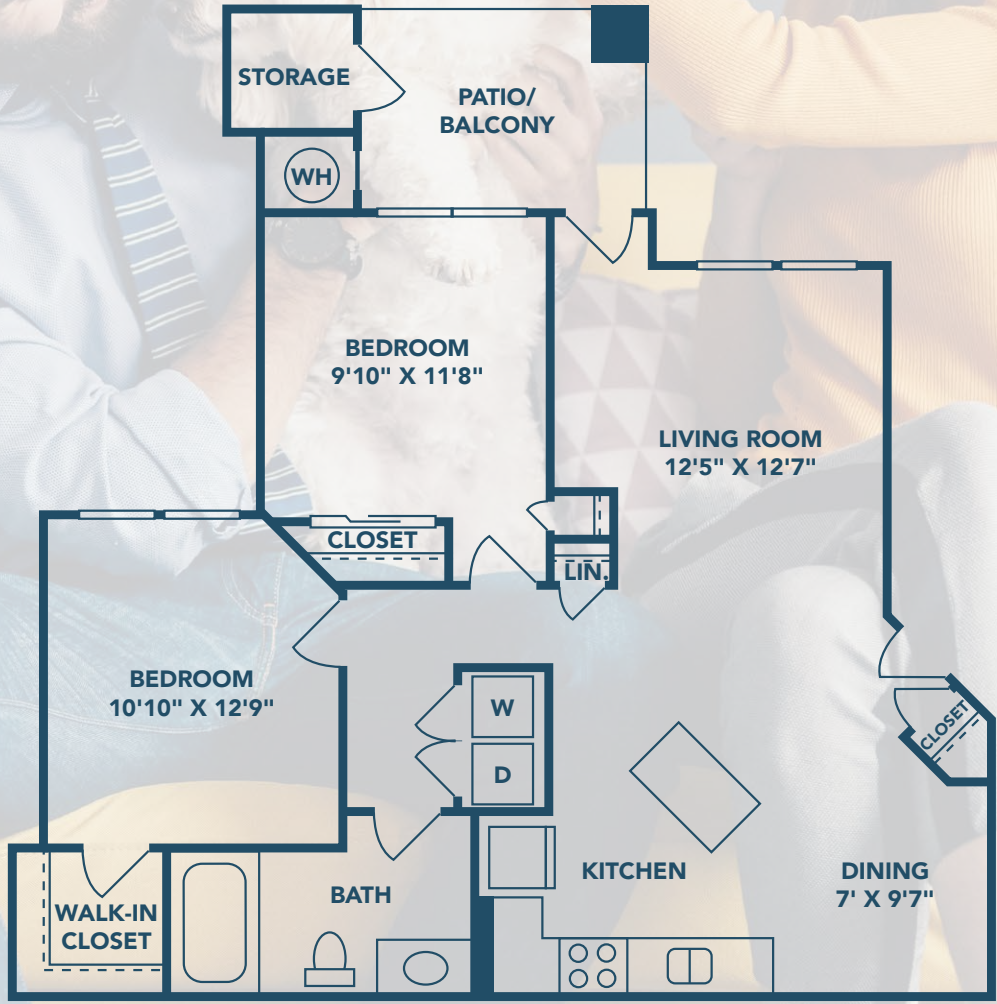 STORAGE
PATIO/
BALCONY
WH
BEDROOM
9'10" X 11'8"
LIVING ROOM
12'5" X 12'7"
CLOSET
LIN.
BEDROOM
10'10" X 12'9"
W
D
CLOSET
KITCHEN
DINING
7' X 9'7"
BATH
WALK-IN
CLOSET